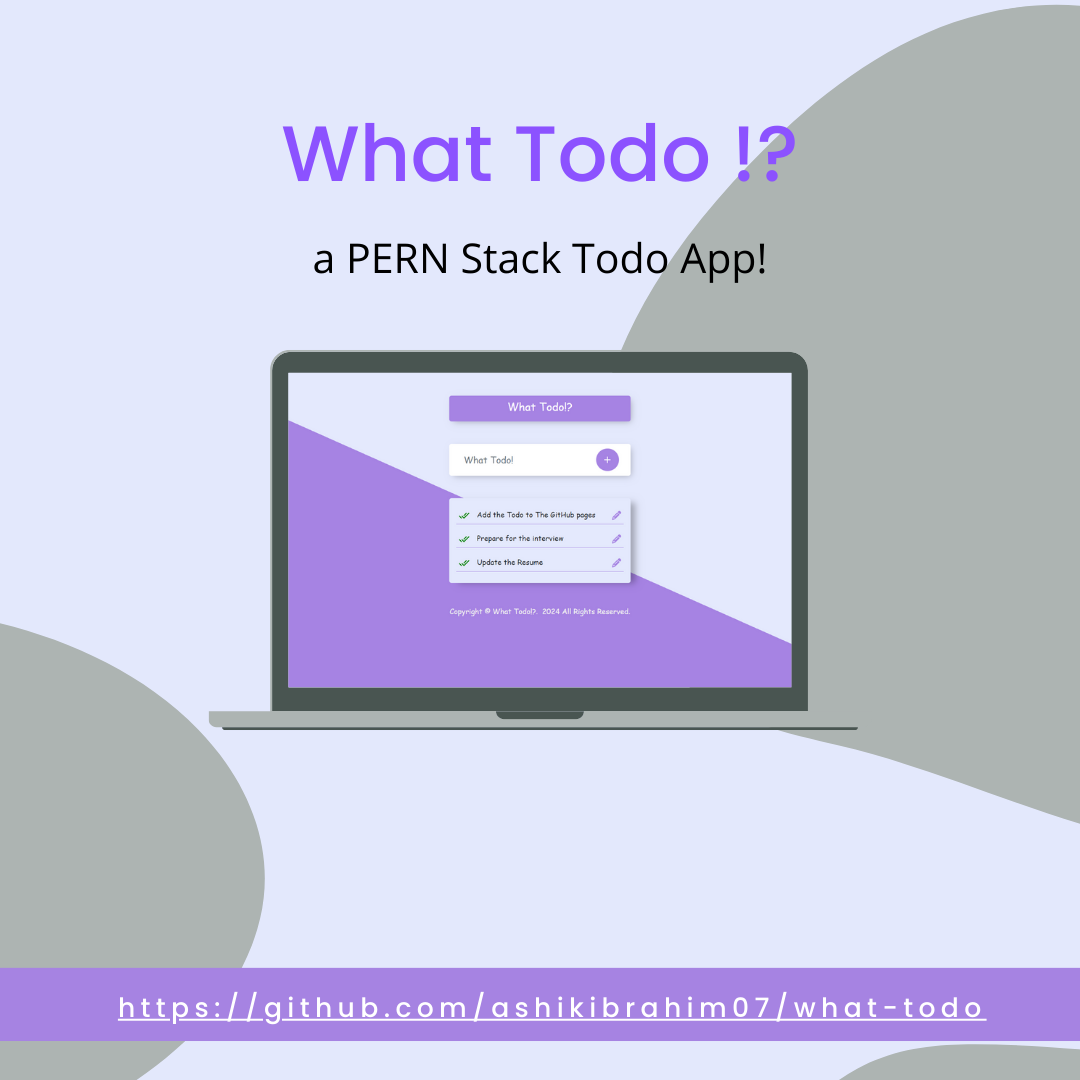 What Todo !?
a PERN Stack Todo App!
What Todo!?
What Todo!
+
Add the Todo to The GitHub pages
Prepare for the interview
Update the Resume
Copyright © What Todo!?. 2024 All Rights Reserved.
https://github.com/ashikibrahim07/what-todo